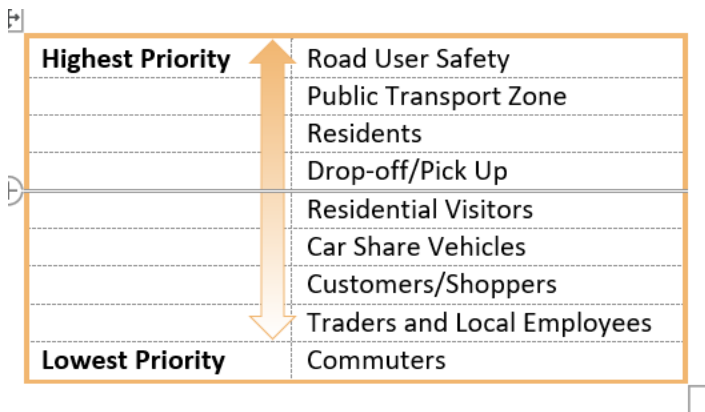 Highest Priority Road User Safety
Public Transport Zone
Residents
Drop-off/Pick Up
Residential Visitors
Car Share Vehicles
Customers/Shoppers
Traders and Local Employees
Lowest Priority Commuters